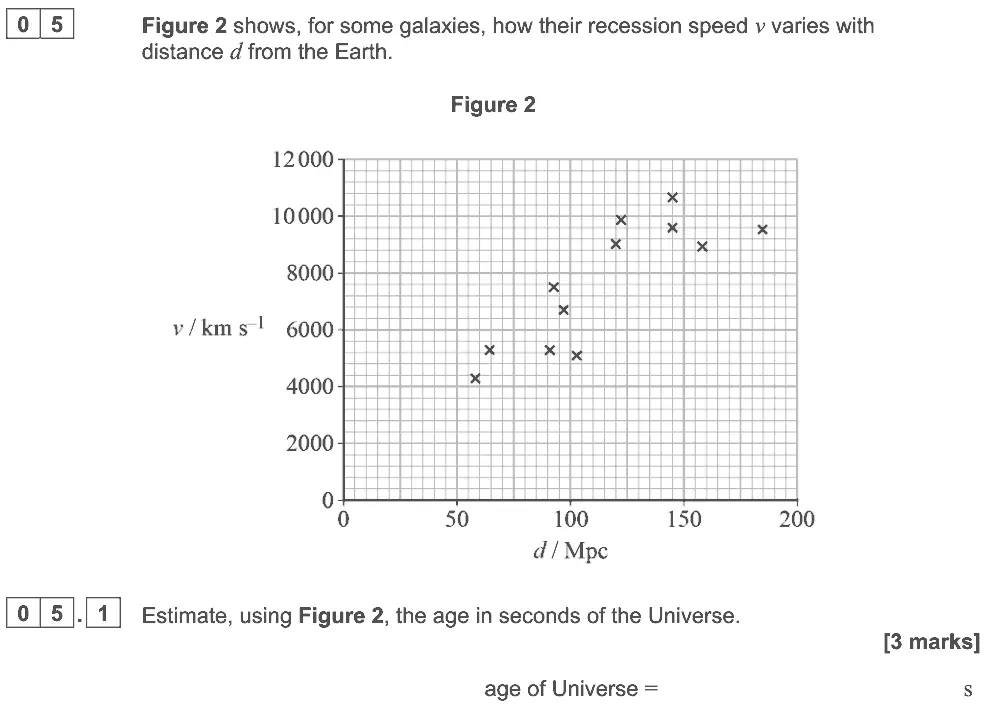 0 5 Figure 2 shows, for some galaxies, how their recession speed v varies with
distance d from the Earth.
Figure 2
12 000
10 000
8000
v / km s⁻¹ 6000
4000
2000
0
0 50 100 150 200
d / Mpc
0 5 . 1 Estimate, using Figure 2, the age in seconds of the Universe.
[3 marks]
age of Universe = s